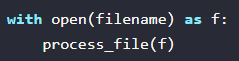 with open(filename) as f:
    process_file(f)